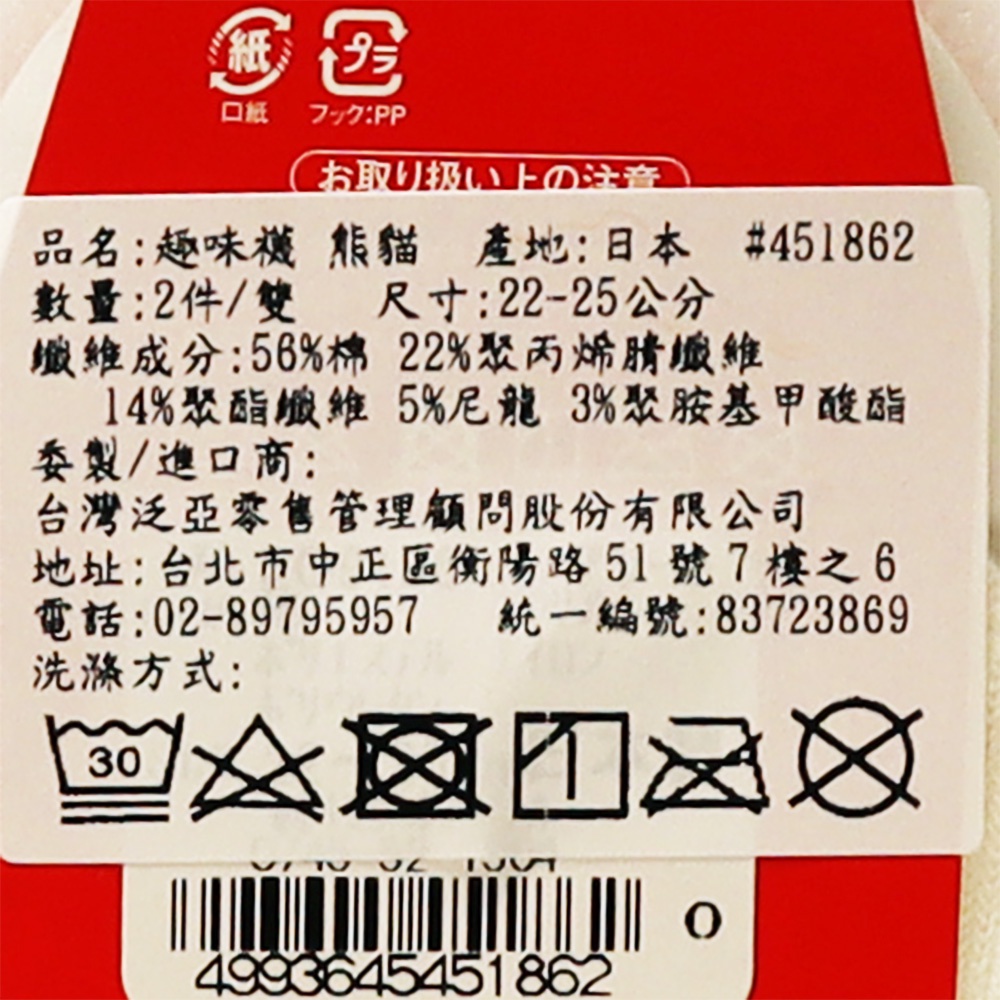 紙 プラ
口紙 フック:PP
お取り扱い上の注意
品名:趣味襪 熊貓 產地:日本 #451862
數量:2件/雙 尺寸:22-25公分
纖維成分:56%棉 22%聚丙烯腈纖維
14%聚酯纖維 5%尼龍 3%聚胺基甲酸酯
委製/進口商:
台灣泛亞零售管理顧問股份有限公司
地址:台北市中正區衡陽路51號7樓之6
電話:02-89795957 統一編號:83723869
洗滌方式:
30
O
4993645451862